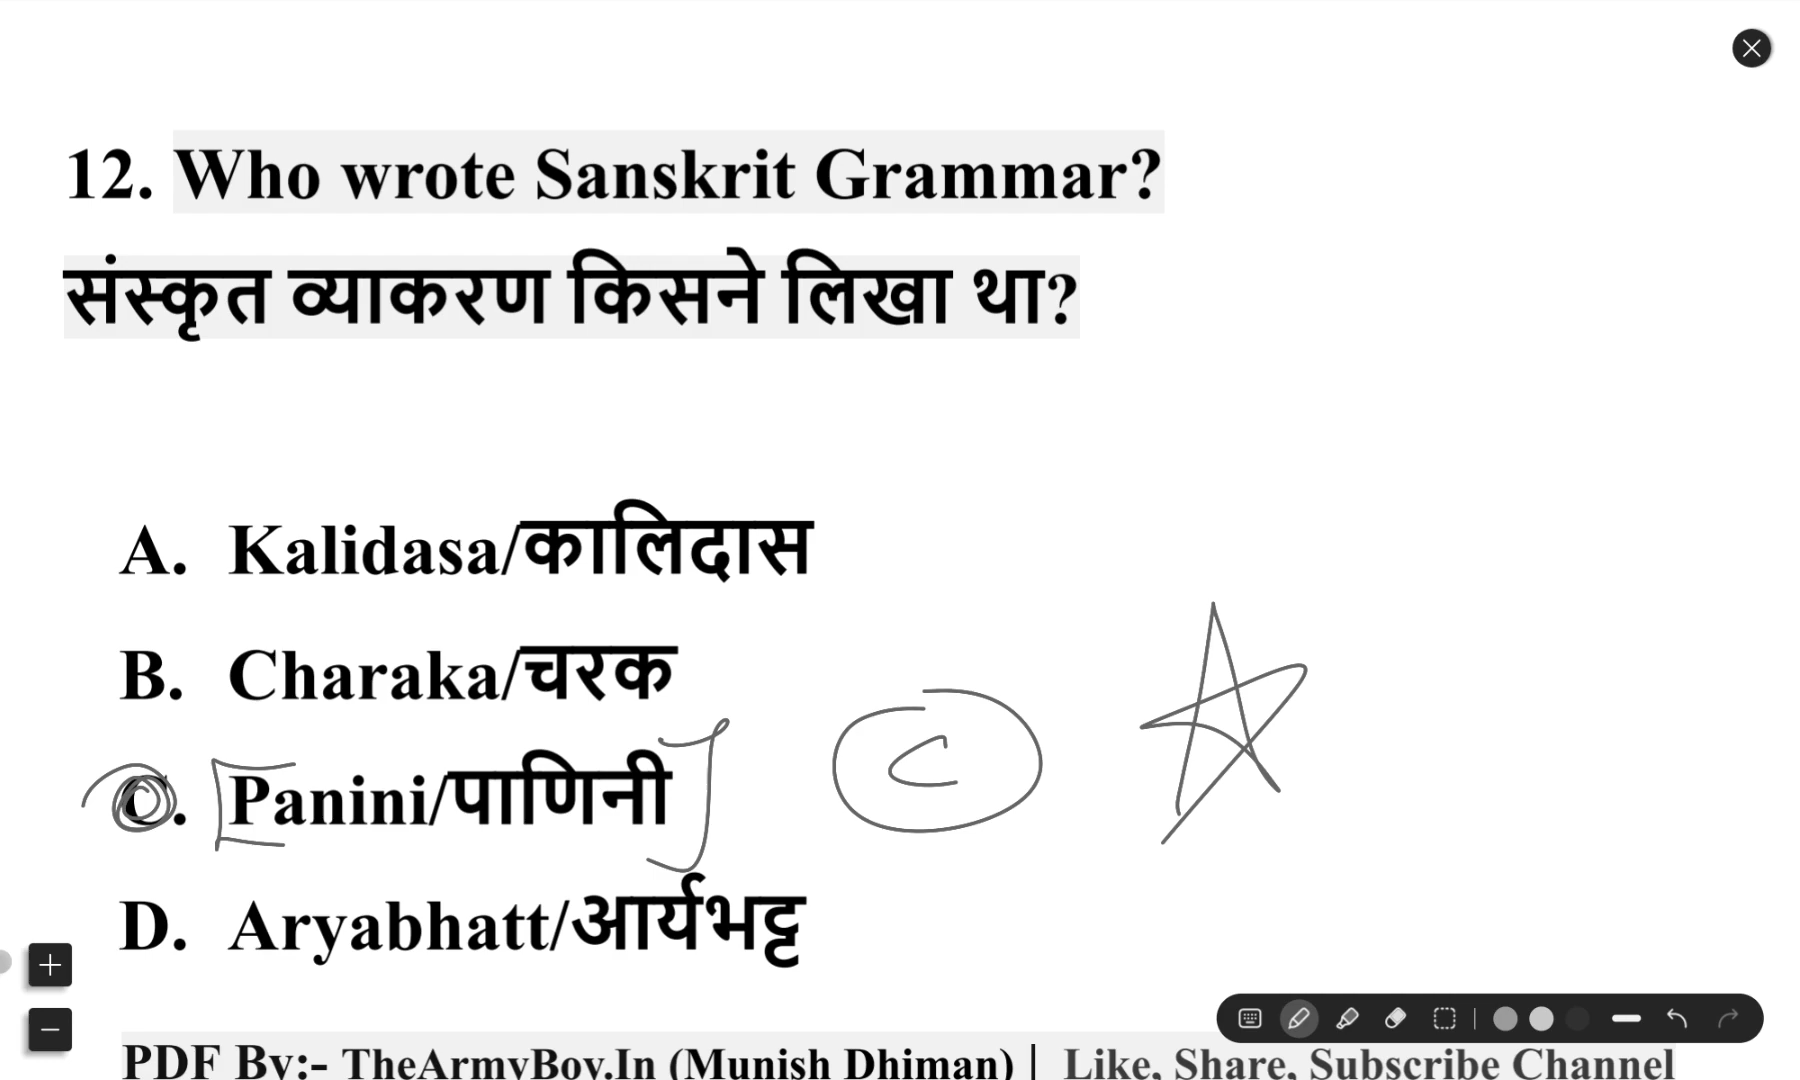 12. Who wrote Sanskrit Grammar?
संस्कृत व्याकरण किसने लिखा था?
A. Kalidasa/कालिदास
B. Charaka/चरक
C. Panini/पाणिनी
C
D. Aryabhatt/आर्यभट्ट
PDF By:- TheArmyBoy.In (Munish Dhiman) | Like, Share, Subscribe Channel